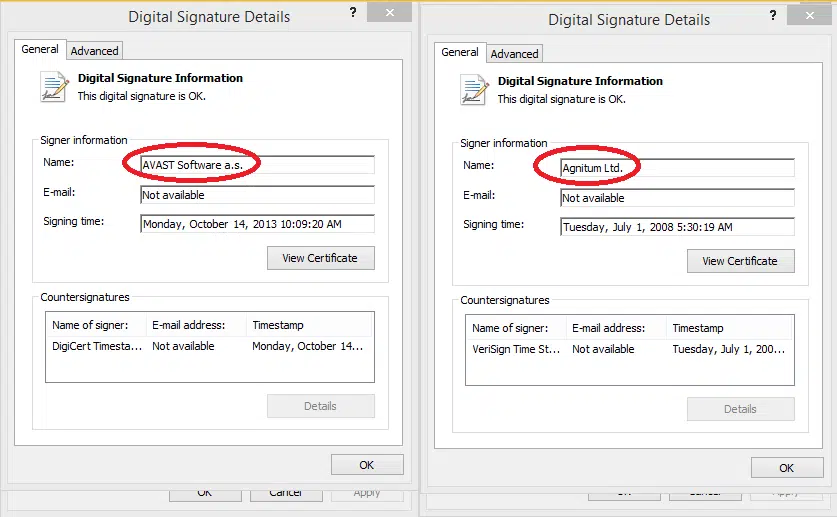 Digital Signature Details
?
General
Advanced
Digital Signature Information
This digital signature is OK.
Signer information
Name:
AVAST Software a.s.
E-mail:
Not available
Signing time:
Monday, October 14, 2013 10:09:20 AM
View Certificate
Countersignatures
Name of signer: E-mail address: Timestamp
DigiCert Timesta... Not available Monday, October 14...
Details
OK
OK Cancel Apply
Digital Signature Details
?
General
Advanced
Digital Signature Information
This digital signature is OK.
Signer information
Name:
Agnitum Ltd.
E-mail:
Not available
Signing time:
Tuesday, July 1, 2008 5:30:19 AM
View Certificate
Countersignatures
Name of signer: E-mail address: Timestamp
VeriSign Time St... Not available Tuesday, July 1, 200...
Details
OK